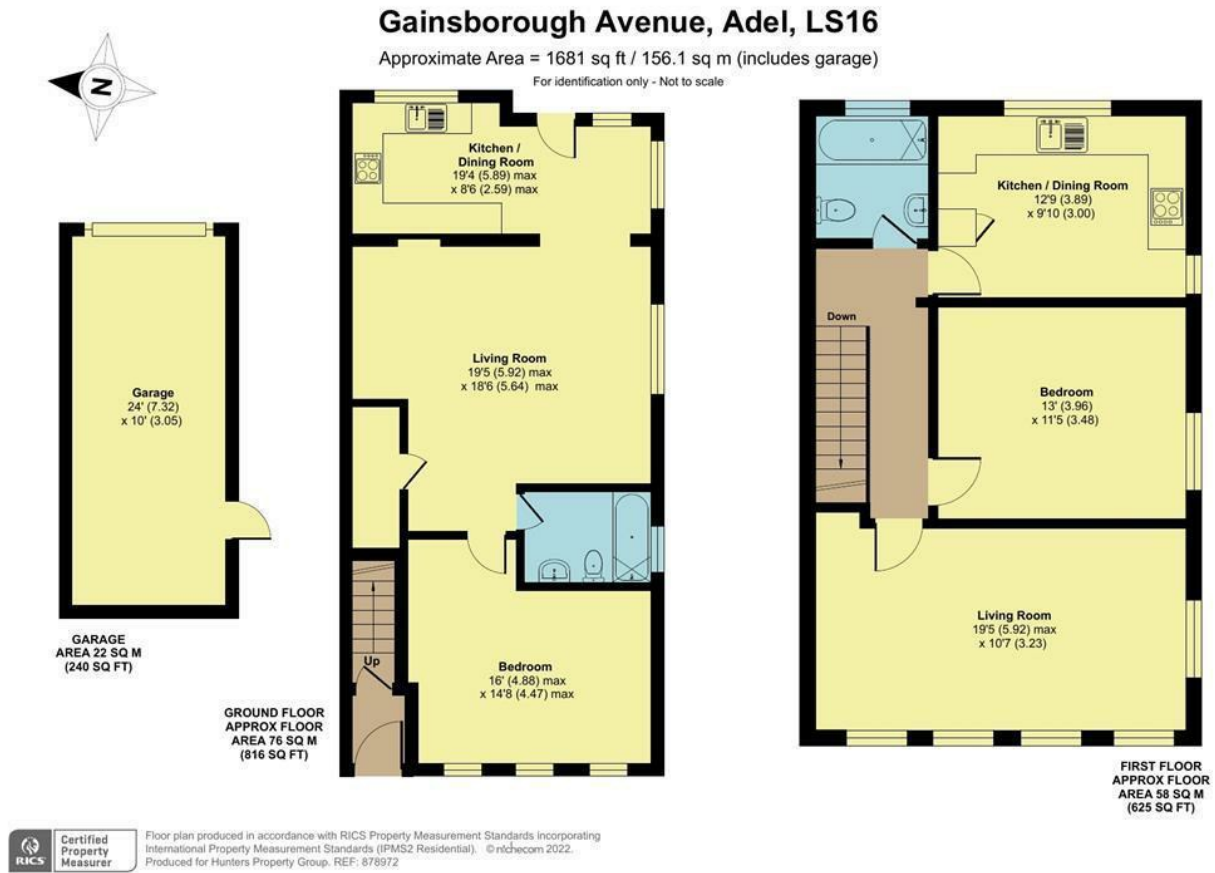 Gainsborough Avenue, Adel, LS16
Approximate Area = 1681 sq ft / 156.1 sq m (includes garage)
For identification only - Not to scale
N
Kitchen /
Dining Room
19'4 (5.89) max
x 8'6 (2.59) max
Living Room
19'5 (5.92) max
x 18'6 (5.64) max
Bedroom
16' (4.88) max
x 14'8 (4.47) max
Up
Garage
24' (7.32)
x 10' (3.05)
GARAGE
AREA 22 SQ M
(240 SQ FT)
GROUND FLOOR
APPROX FLOOR
AREA 76 SQ M
(816 SQ FT)
Kitchen / Dining Room
12'9 (3.89)
x 9'10 (3.00)
Down
Bedroom
13' (3.96)
x 11'5 (3.48)
Living Room
19'5 (5.92) max
x 10'7 (3.23)
FIRST FLOOR
APPROX FLOOR
AREA 58 SQ M
(625 SQ FT)
RICS
Certified
Property
Measurer
Floor plan produced in accordance with RICS Property Measurement Standards incorporating
International Property Measurement Standards (IPMS2 Residential). © nichecom 2022.
Produced for Hunters Property Group. REF: 878972